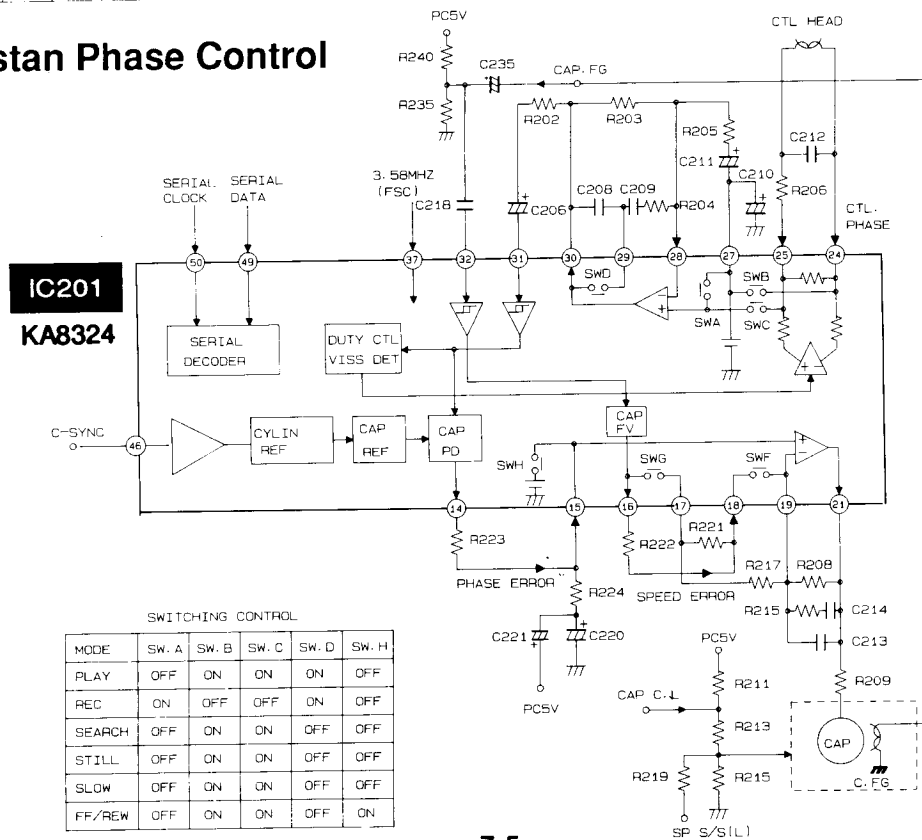 stan Phase Control
PC5V
R240
R235
C235
CAP. FG
CTL HEAD
R202
R203
R205
C211
C210
C212
R206
CTL. PHASE
SERIAL CLOCK
SERIAL DATA
3.58MHZ (FSC)
C218
C206
C208
C209
R204
50
49
37
32
31
30
29
28
27
25
24
IC201
KA8324
SWD
SWA
SWB
SWC
SERIAL DECODER
DUTY CTL VISS DET
C-SYNC
46
CYLIN REF
CAP REF
CAP PD
CAP FV
SWH
SWG
SWF
14
15
16
17
18
19
21
R223
PHASE ERROR
R224
R222
R221
SPEED ERROR
R217
R208
R215
C214
C213
C221
C220
PC5V
PC5V
R211
R209
CAP C.L
R213
R219
R215
SP S/S(L)
CAP
C.FG
SWITCHING CONTROL
MODE SW. A SW. B SW. C SW. D SW. H
PLAY OFF ON ON ON OFF
REC ON OFF OFF ON OFF
SEARCH OFF ON ON OFF OFF
STILL OFF ON ON OFF OFF
SLOW OFF ON ON OFF OFF
FF/REW OFF ON ON OFF ON